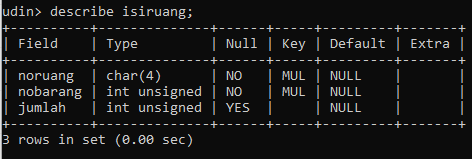 udin> describe isiruang;
+----------+--------------+------+-----+---------+-------+
| Field    | Type         | Null | Key | Default | Extra |
+----------+--------------+------+-----+---------+-------+
| noruang  | char(4)      | NO   | MUL | NULL    |       |
| nobarang | int unsigned | NO   | MUL | NULL    |       |
| jumlah   | int unsigned | YES  |     | NULL    |       |
+----------+--------------+------+-----+---------+-------+
3 rows in set (0.00 sec)